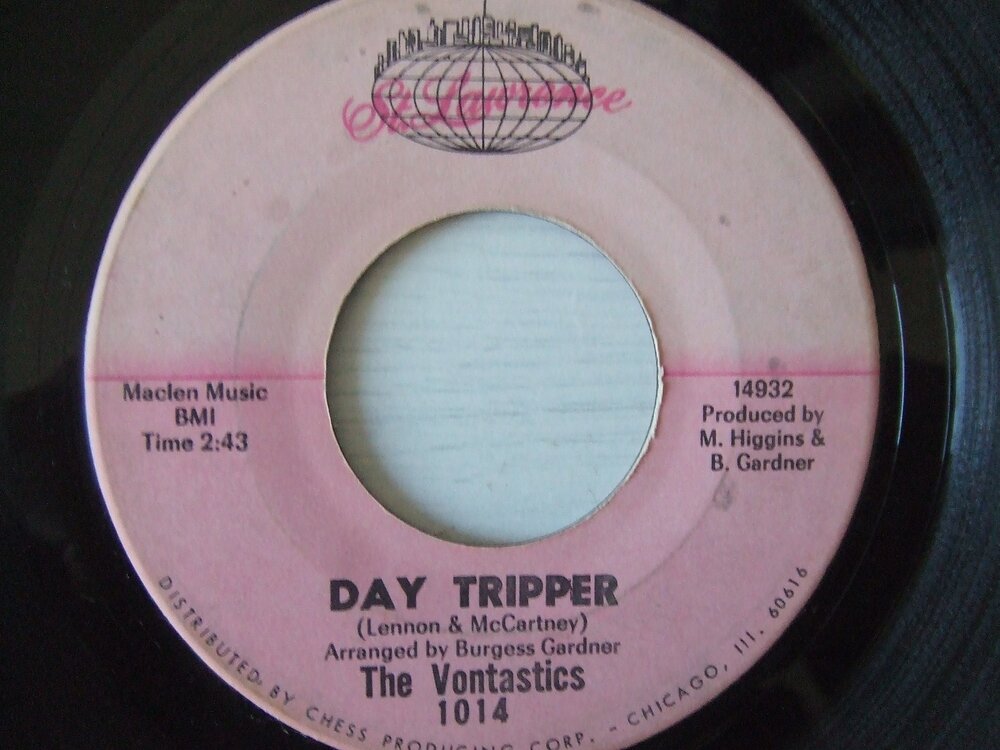 St. Lawrence
Maclen Music
BMI
Time 2:43
14932
Produced by
M. Higgins &
B. Gardner
DAY TRIPPER
(Lennon & McCartney)
Arranged by Burgess Gardner
The Vontastics
1014
DISTRIBUTED BY CHESS PRODUCING CORP. - CHICAGO, ILL. 60616